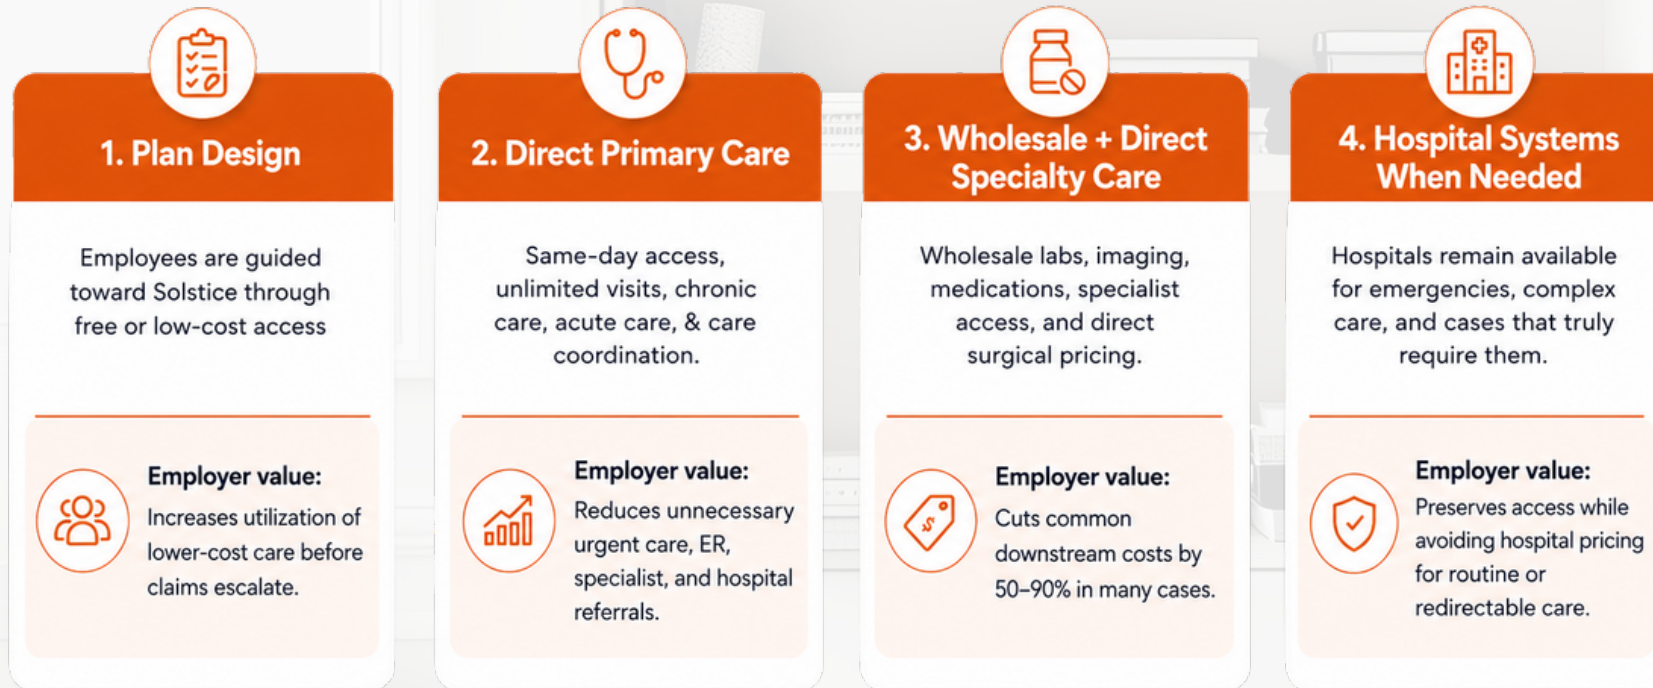 1. Plan Design
Employees are guided
toward Solstice through
free or low-cost access
Employer value:
Increases utilization of
lower-cost care before
claims escalate.
2. Direct Primary Care
Same-day access,
unlimited visits, chronic
care, acute care, & care
coordination.
Employer value:
Reduces unnecessary
urgent care, ER,
specialist, and hospital
referrals.
3. Wholesale + Direct
Specialty Care
Wholesale labs, imaging,
medications, specialist
access, and direct
surgical pricing.
$
Employer value:
Cuts common
downstream costs by
50–90% in many cases.
4. Hospital Systems
When Needed
Hospitals remain available
for emergencies, complex
care, and cases that truly
require them.
Employer value:
Preserves access while
avoiding hospital pricing
for routine or
redirectable care.